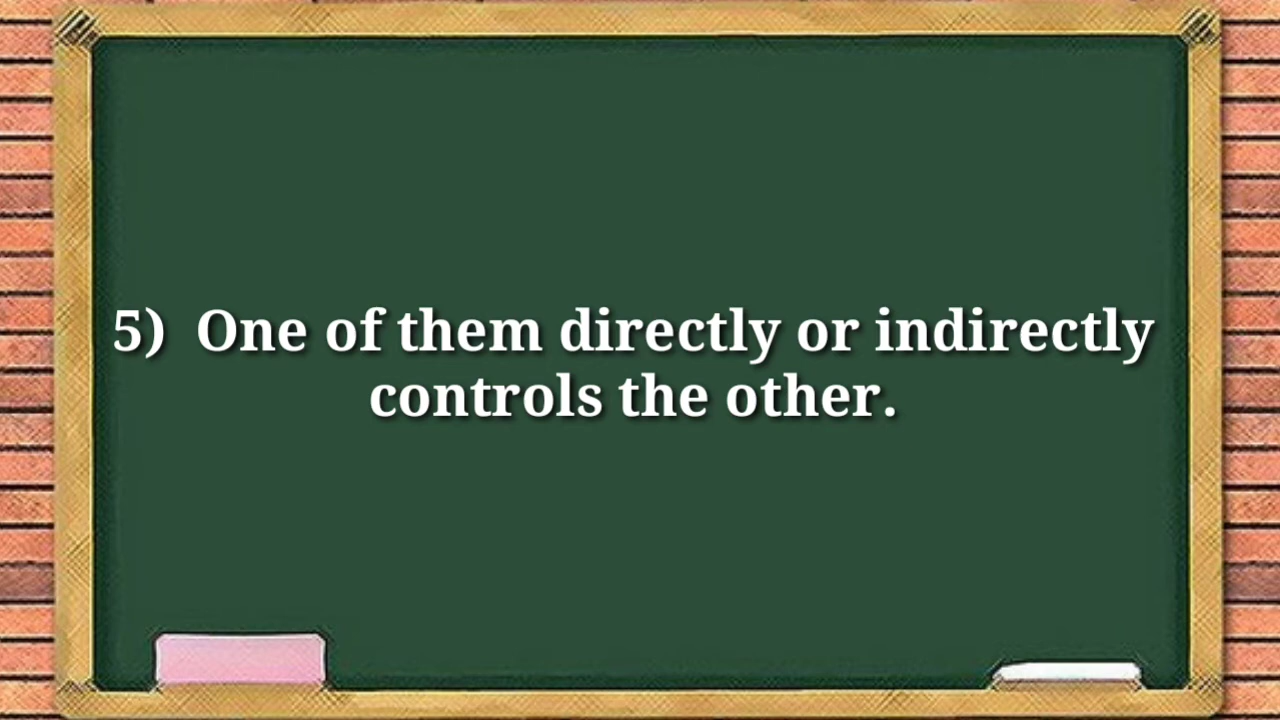 5)  One of them directly or indirectly
controls the other.